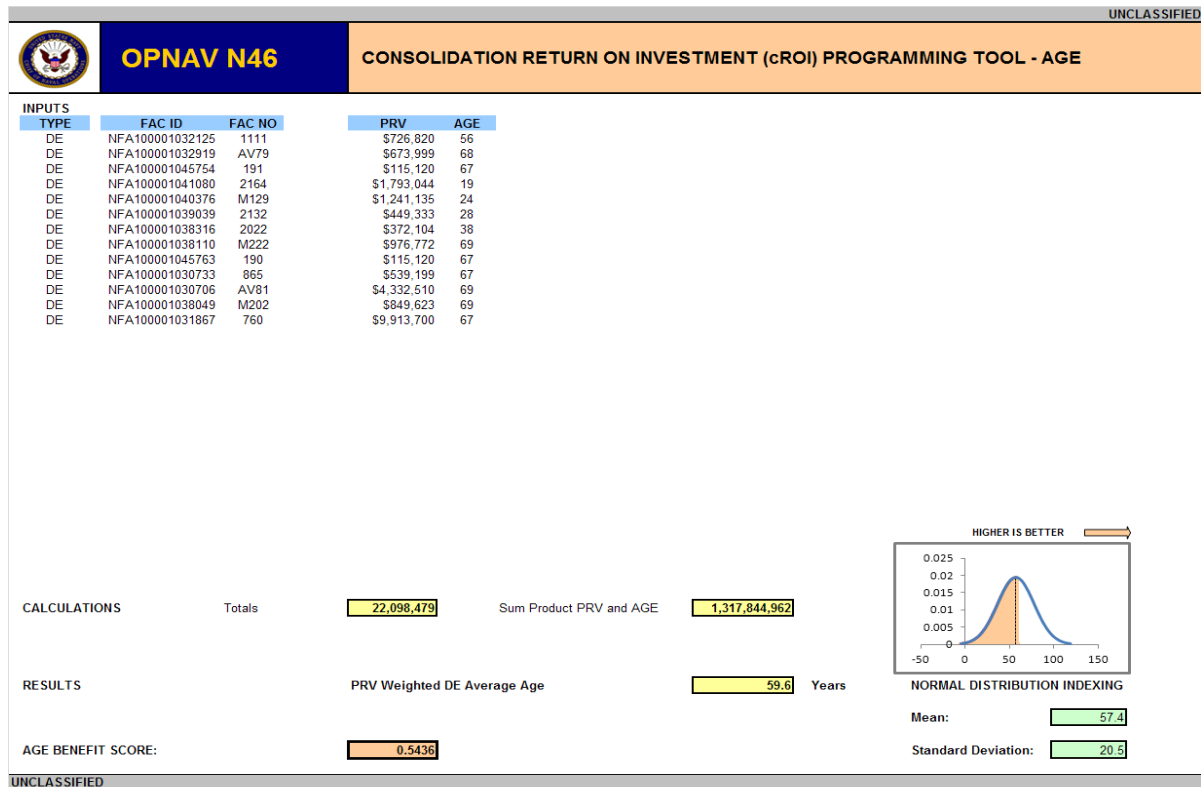 UNCLASSIFIED
OPNAV N46 CONSOLIDATION RETURN ON INVESTMENT (cROI) PROGRAMMING TOOL - AGE
INPUTS
TYPE FAC ID FAC NO PRV AGE
DE NFA100001032125 1111 $726,820 56
DE NFA100001032919 AV79 $673,999 68
DE NFA100001045754 191 $115,120 67
DE NFA100001041080 2164 $1,793,044 19
DE NFA100001040376 M129 $1,241,135 24
DE NFA100001039039 2132 $449,333 28
DE NFA100001038316 2022 $372,104 38
DE NFA100001038110 M222 $976,772 69
DE NFA100001045763 190 $115,120 67
DE NFA100001030733 865 $539,199 67
DE NFA100001030706 AV81 $4,332,510 69
DE NFA100001038049 M202 $849,623 69
DE NFA100001031867 760 $9,913,700 67
HIGHER IS BETTER
0.025
0.02
0.015
0.01
0.005
0
-50 0 50 100 150
CALCULATIONS Totals 22,098,479 Sum Product PRV and AGE 1,317,844,962
RESULTS PRV Weighted DE Average Age 59.6 Years NORMAL DISTRIBUTION INDEXING
Mean: 57.4
AGE BENEFIT SCORE: 0.5436 Standard Deviation: 20.5
UNCLASSIFIED